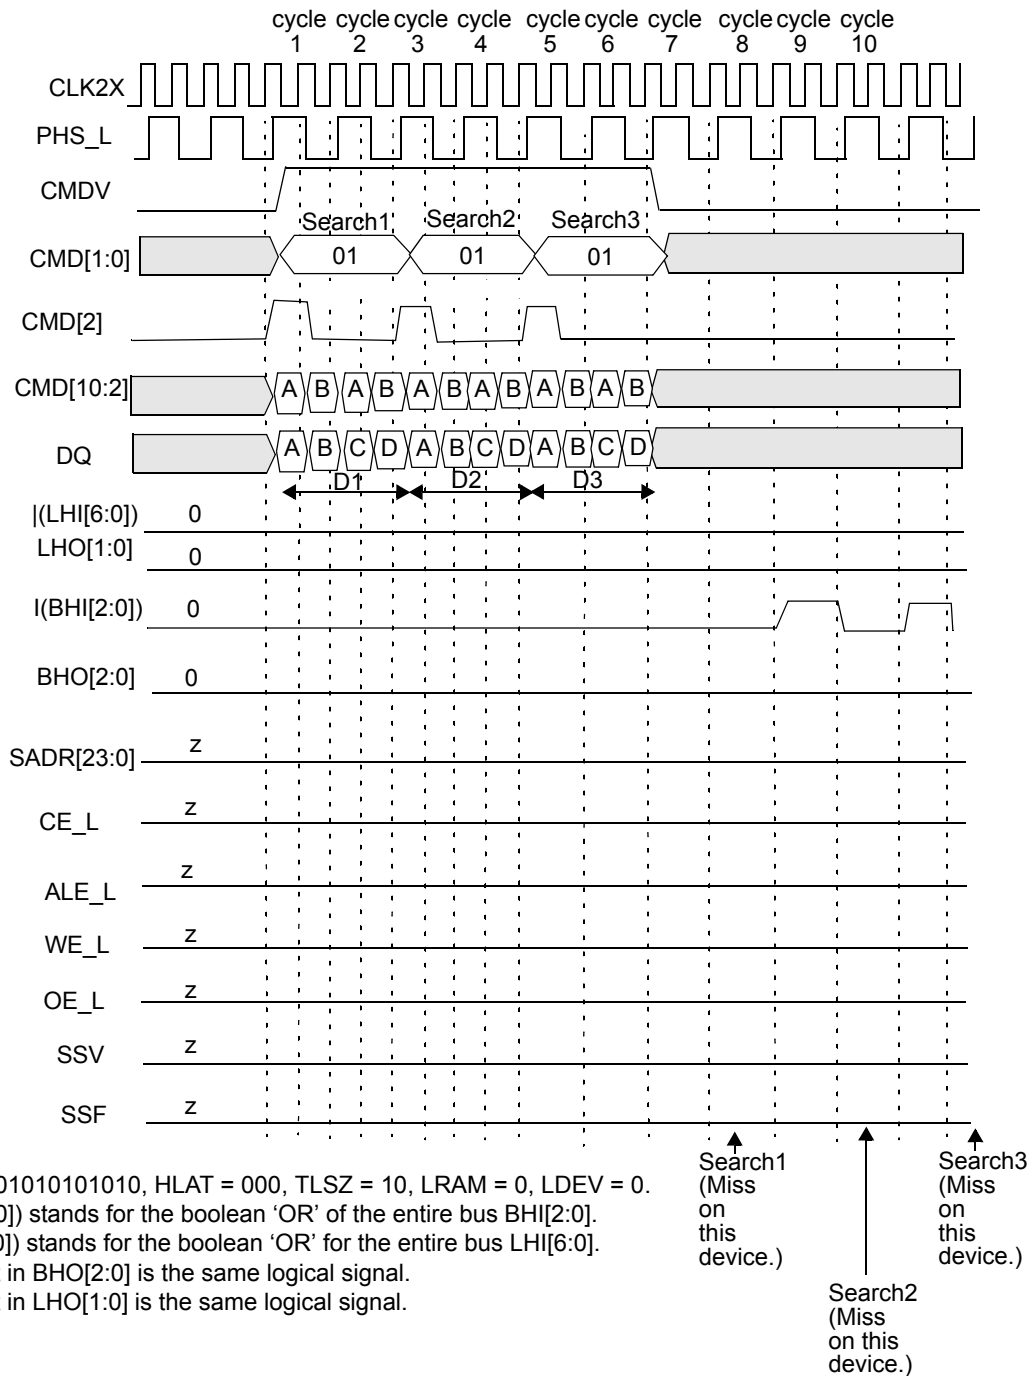 cycle cycle cycle cycle cycle cycle cycle cycle cycle cycle
1 2 3 4 5 6 7 8 9 10
CLK2X
PHS_L
CMDV
Search1 Search2 Search3
CMD[1:0] 01 01 01
CMD[2]
CMD[10:2] A B A B A B A B A B A B
DQ A B C D A B C D A B C D
D1 D2 D3
|(LHI[6:0]) 0
LHO[1:0] 0
I(BHI[2:0]) 0
BHO[2:0] 0
SADR[23:0] z
CE_L z
ALE_L z
WE_L z
OE_L z
SSV z
SSF z
Search1
(Miss
on
this
device.)
Search3
(Miss
on
this
device.)
Search2
(Miss
on this
device.)
01010101010, HLAT = 000, TLSZ = 10, LRAM = 0, LDEV = 0.
0]) stands for the boolean ‘OR’ of the entire bus BHI[2:0].
0]) stands for the boolean ‘OR’ for the entire bus LHI[6:0].
in BHO[2:0] is the same logical signal.
in LHO[1:0] is the same logical signal.